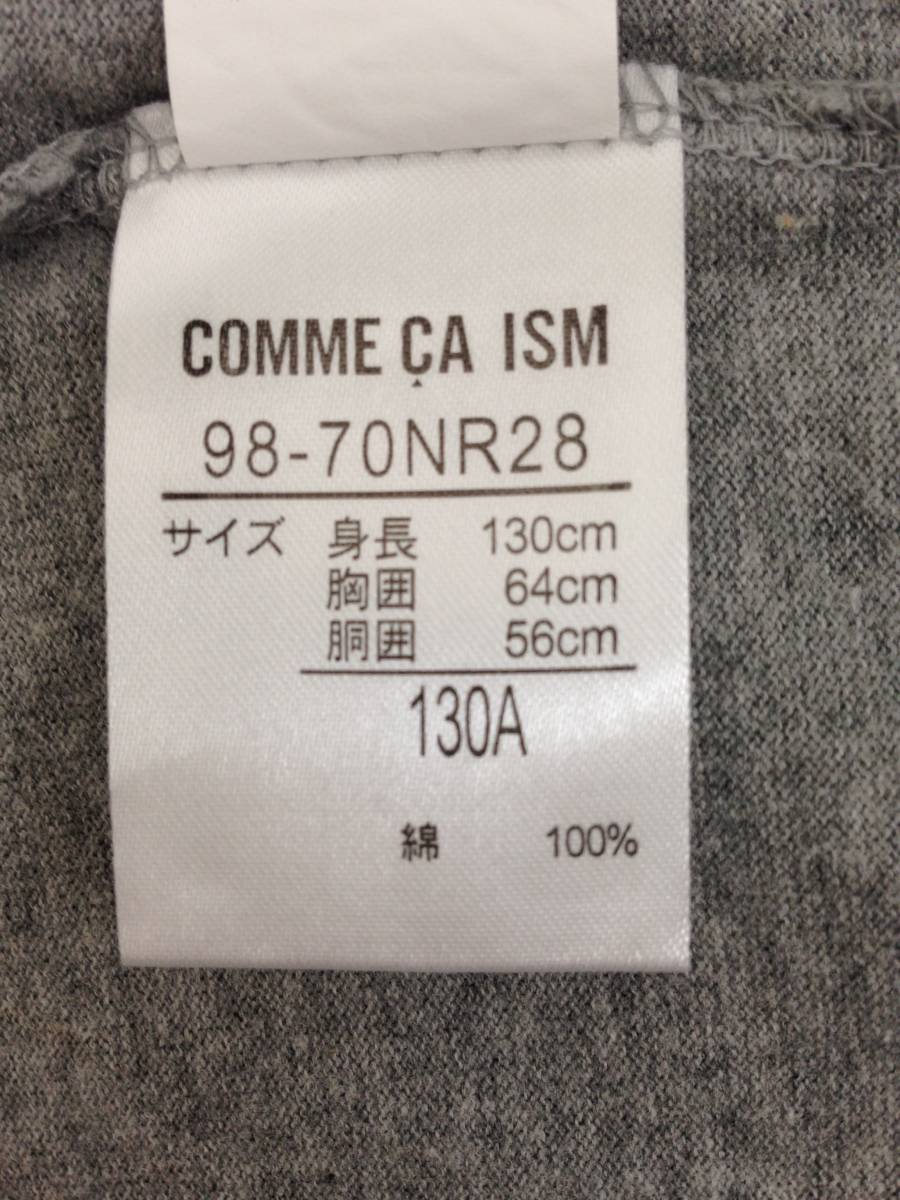 COMME ÇA ISM
98-70NR28
サイズ 身長 130cm
胸囲 64cm
胴囲 56cm
130A
綿 100%